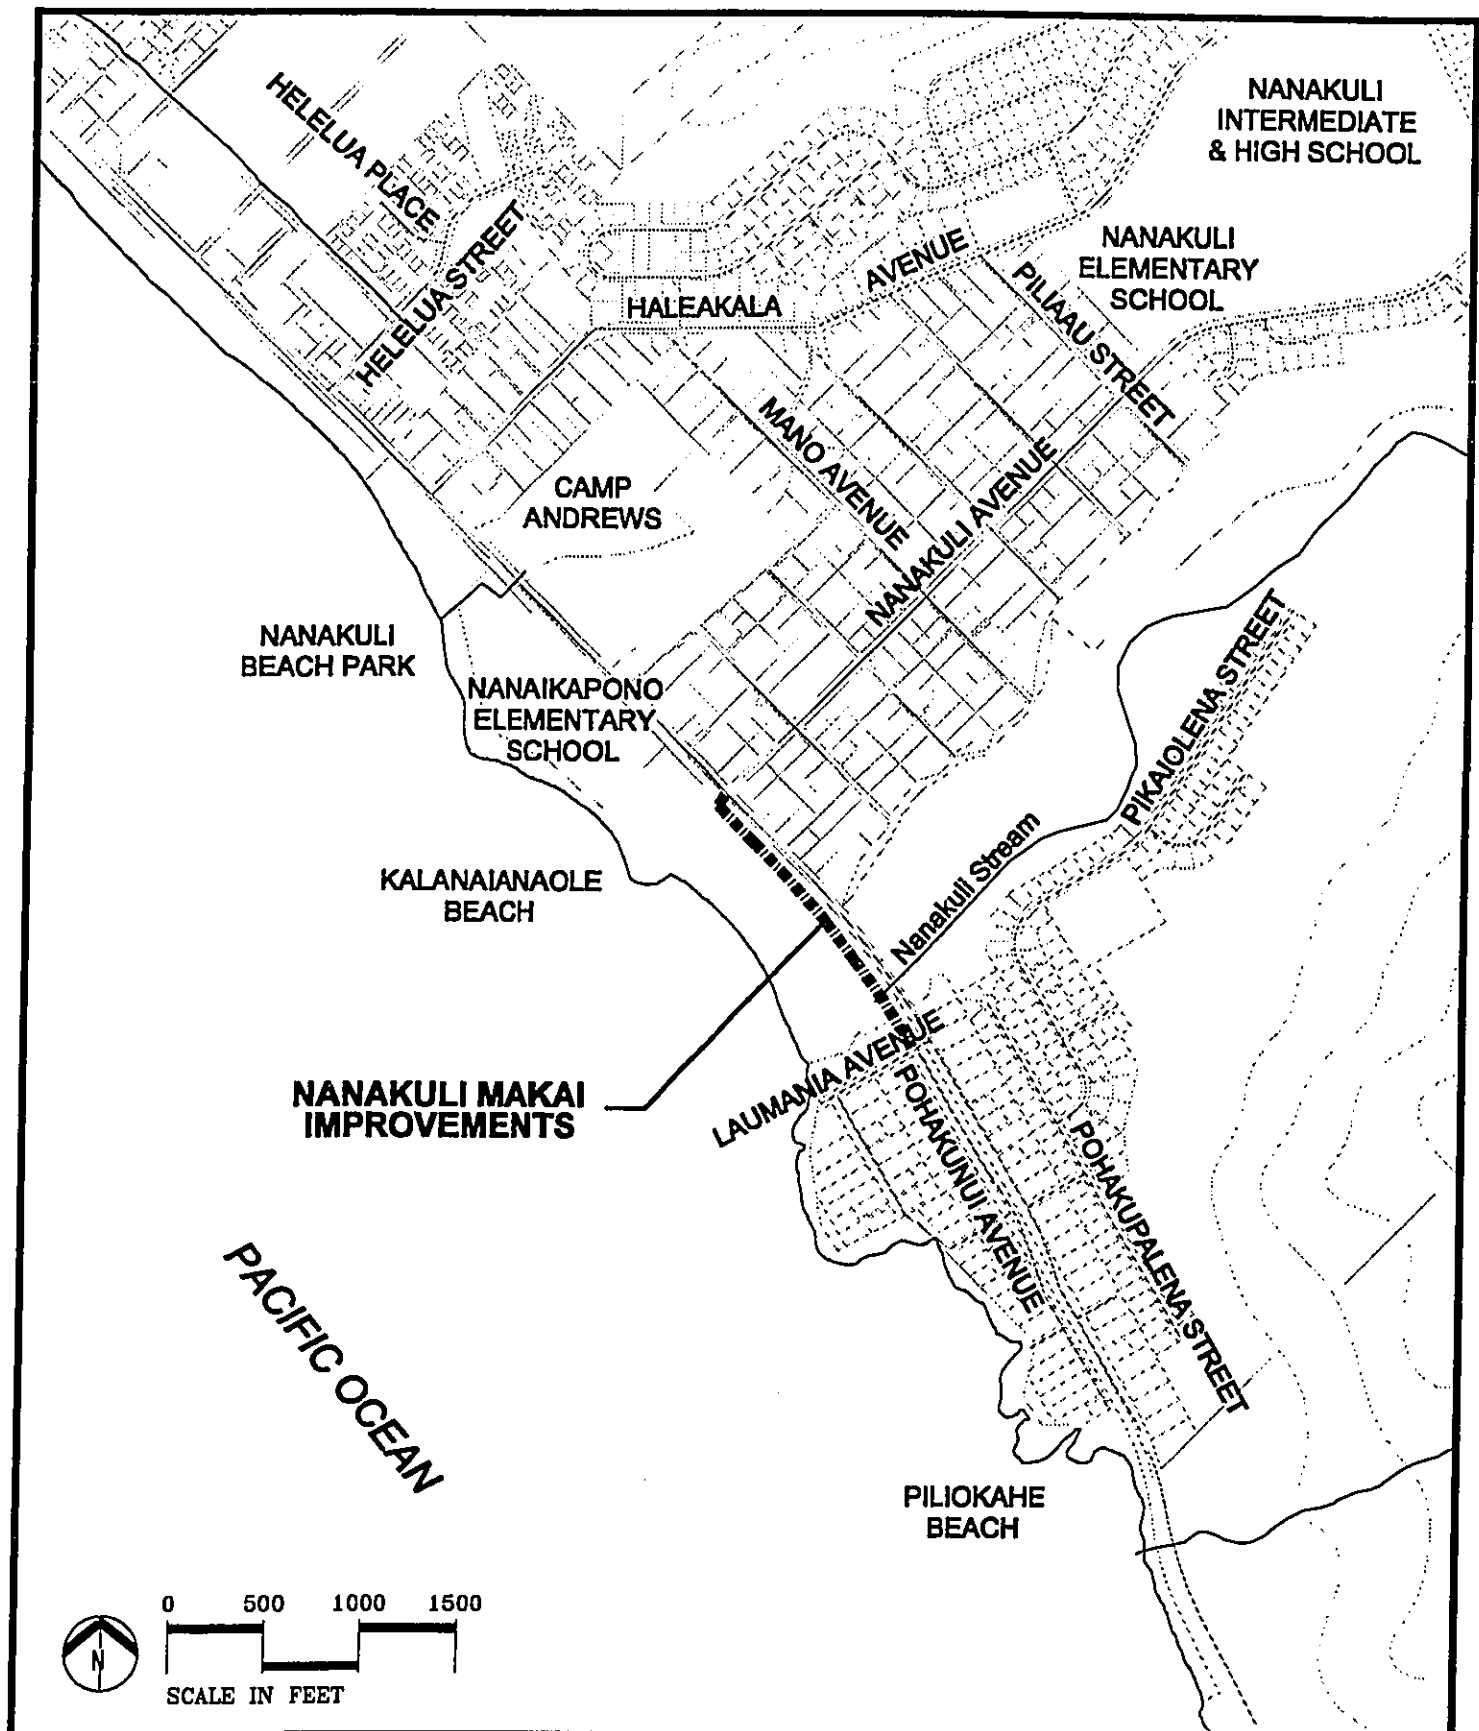 NANAKULI
INTERMEDIATE
& HIGH SCHOOL
HELELUA PLACE
HELELUA STREET
HALEAKALA
AVENUE
NANAKULI
ELEMENTARY
SCHOOL
PILIAAU STREET
MANO AVENUE
NANAKULI AVENUE
CAMP
ANDREWS
NANAKULI
BEACH PARK
NANAIKAPONO
ELEMENTARY
SCHOOL
PIKAIOLENA STREET
KALANAIANAOLE
BEACH
Nanakuli Stream
LAUMANIA AVENUE
NANAKULI MAKAI
IMPROVEMENTS
POHAKUNUI AVENUE
POHAKUPALENA STREET
PACIFIC OCEAN
PILIOKAHE
BEACH
0 500 1000 1500
N
SCALE IN FEET